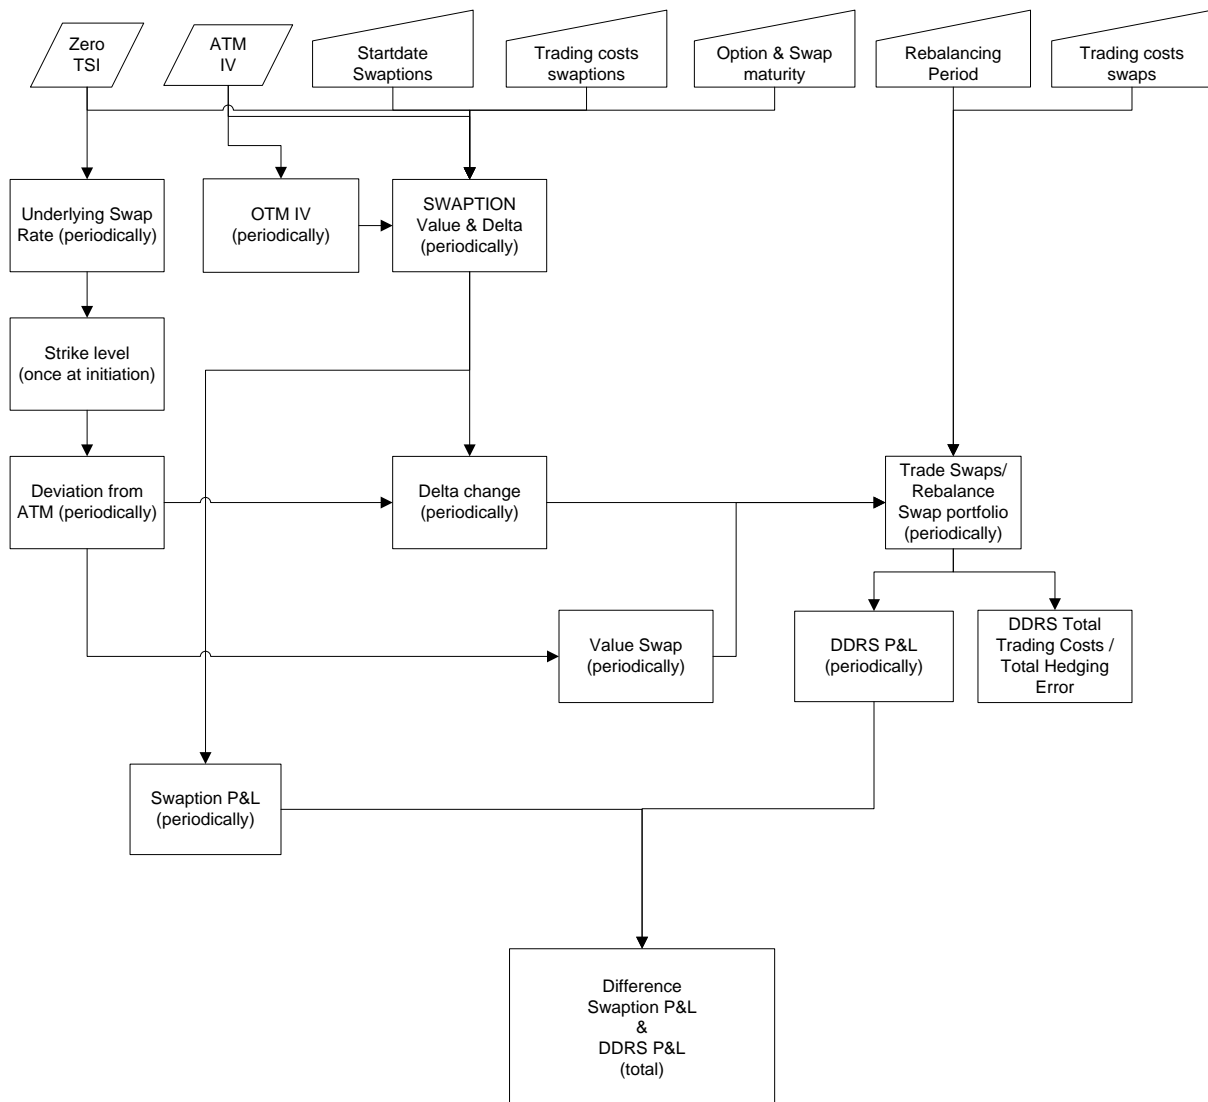 Zero
TSI
ATM
IV
Startdate
Swaptions
Trading costs
swaptions
Option & Swap
maturity
Rebalancing
Period
Trading costs
swaps
Underlying Swap
Rate (periodically)
OTM IV
(periodically)
SWAPTION
Value & Delta
(periodically)
Strike level
(once at initiation)
Deviation from
ATM (periodically)
Delta change
(periodically)
Trade Swaps/
Rebalance
Swap portfolio
(periodically)
Value Swap
(periodically)
DDRS P&L
(periodically)
DDRS Total
Trading Costs /
Total Hedging
Error
Swaption P&L
(periodically)
Difference
Swaption P&L
&
DDRS P&L
(total)